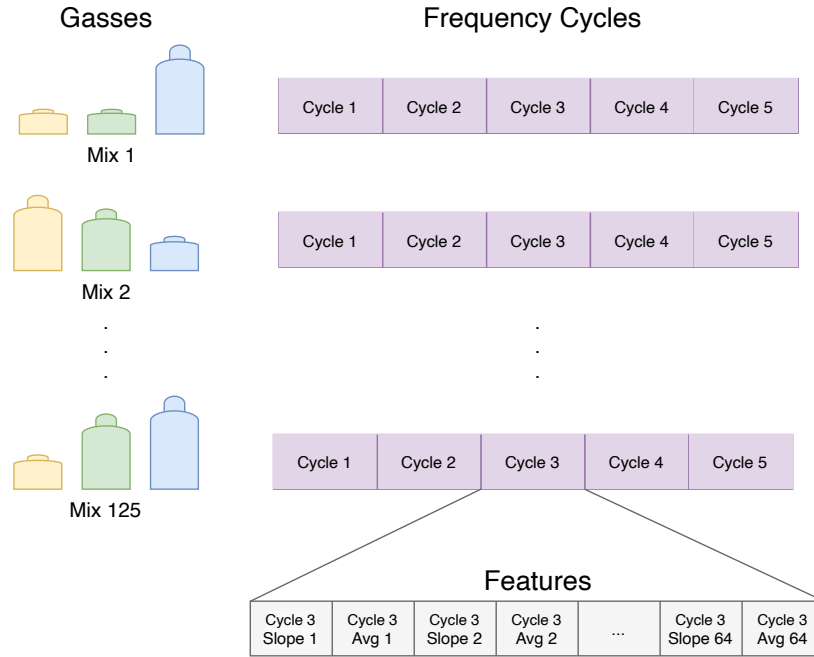 Gasses
Frequency Cycles
Cycle 1 Cycle 2 Cycle 3 Cycle 4 Cycle 5
Mix 1
Cycle 1 Cycle 2 Cycle 3 Cycle 4 Cycle 5
Mix 2
.
.
.
.
.
.
Cycle 1 Cycle 2 Cycle 3 Cycle 4 Cycle 5
Mix 125
Features
Cycle 3 Cycle 3 Cycle 3 Cycle 3 ... Cycle 3 Cycle 3
Slope 1 Avg 1 Slope 2 Avg 2 Slope 64 Avg 64